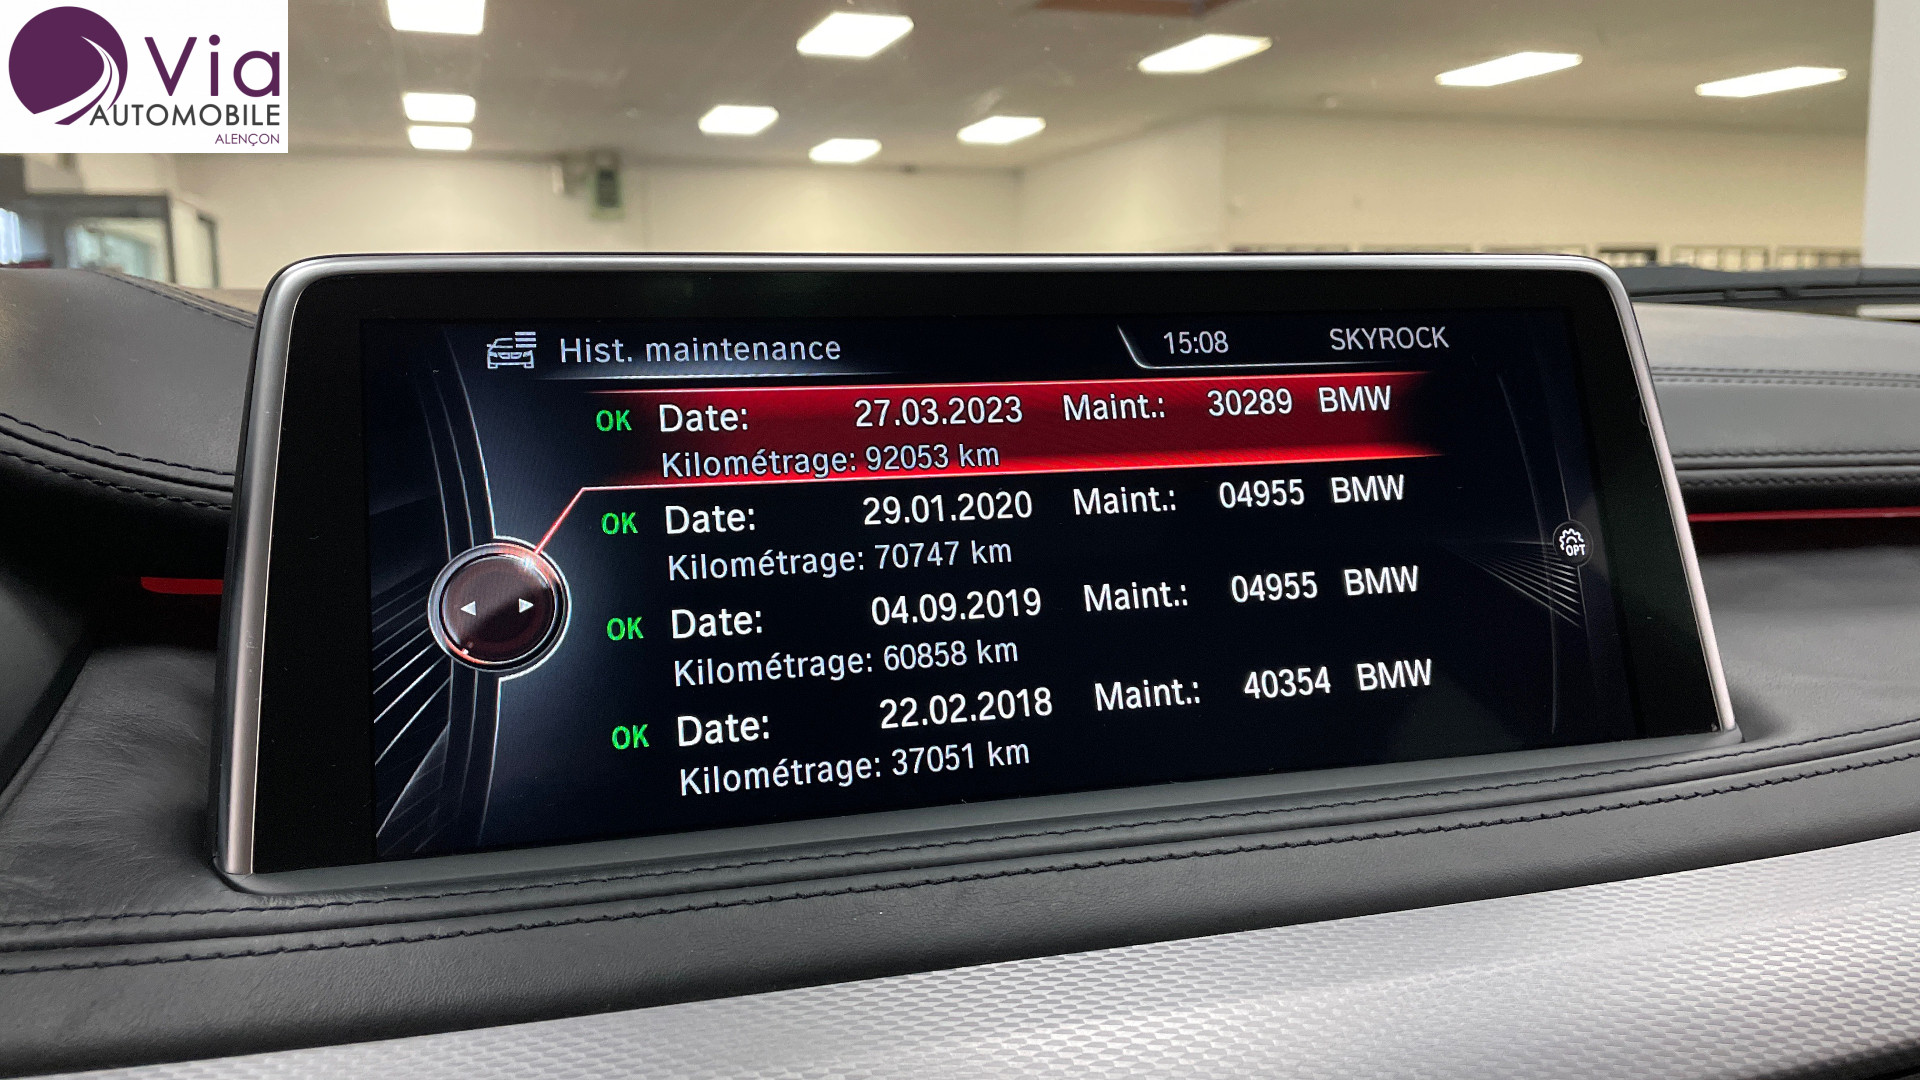 Via
AUTOMOBILE
ALENÇON
Hist. maintenance 15:08 SKYROCK
OK Date: 27.03.2023 Maint.: 30289 BMW
Kilométrage: 92053 km
OK Date: 29.01.2020 Maint.: 04955 BMW
Kilométrage: 70747 km
OK Date: 04.09.2019 Maint.: 04955 BMW
Kilométrage: 60858 km
OK Date: 22.02.2018 Maint.: 40354 BMW
Kilométrage: 37051 km
OPT